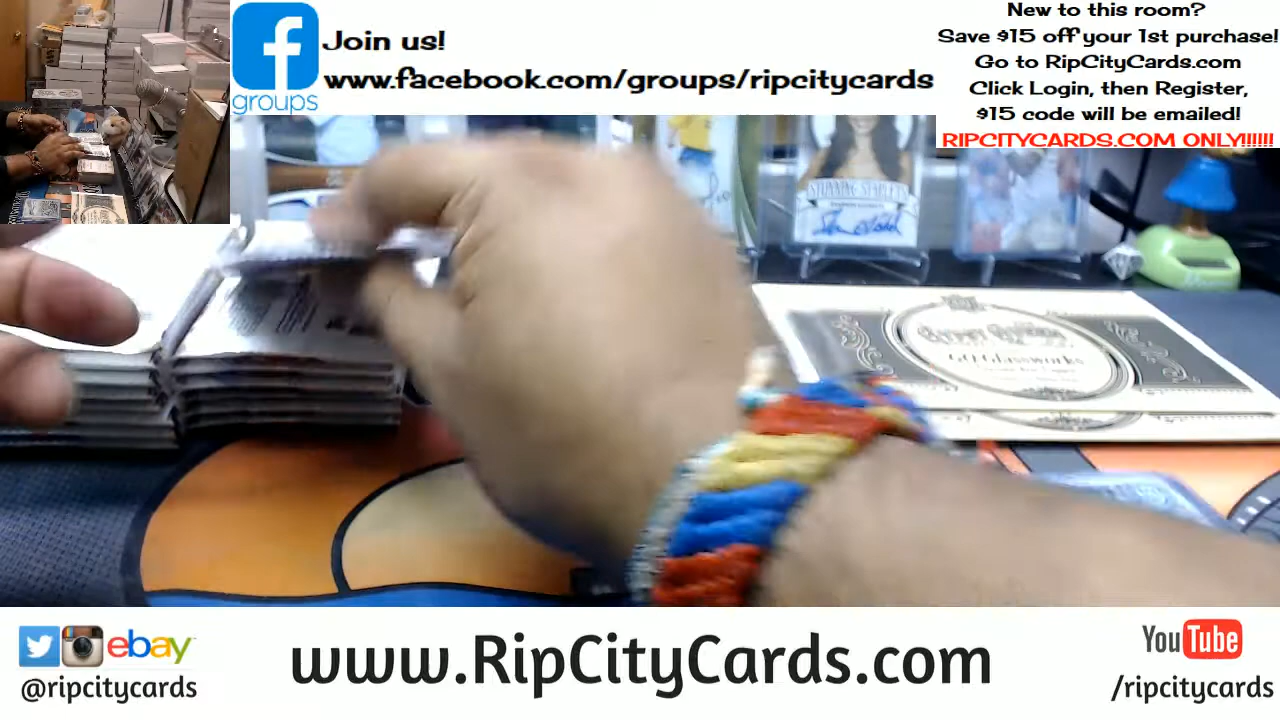 Join us!
www.facebook.com/groups/ripcitycards
groups
New to this room?
Save $15 off your 1st purchase!
Go to RipCityCards.com
Click Login, then Register,
$15 code will be emailed!
RIPCITYCARDS.COM ONLY!!!!!!
STUNNING STARLETS
GQ Glassworks
ebay
@ripcitycards
www.RipCityCards.com
YouTube
/ripcitycards